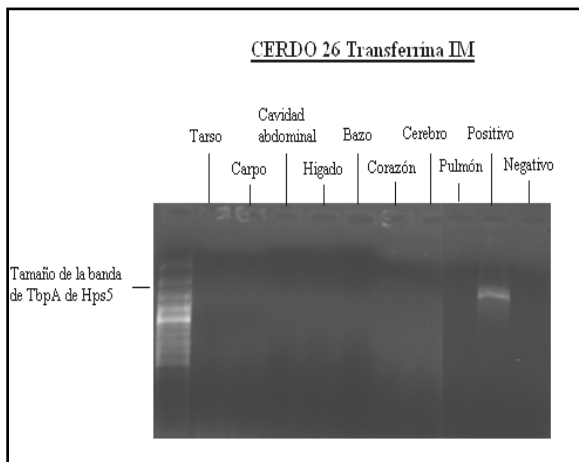 CERDO 26 Transferrina IM
Tarso
Cavidad
abdominal
Bazo
Cerebro
Positivo
Carpo
Higado
Corazón
Pulmón
Negativo
Tamaño de la banda
de TbpA de Hps5